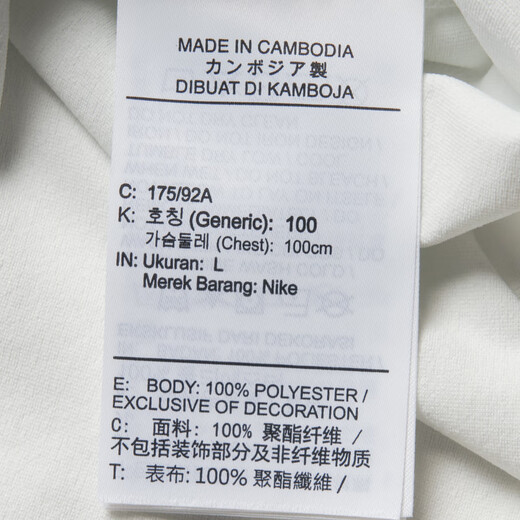 MADE IN CAMBODIA
カンボジア製
DIBUAT DI KAMBOJA
C: 175/92A
K: 호칭 (Generic): 100
가슴둘레 (Chest): 100cm
IN: Ukuran: L
Merek Barang: Nike
E: BODY: 100% POLYESTER /
EXCLUSIVE OF DECORATION
C: 面料: 100% 聚酯纤维 /
不包括装饰部分及非纤维物质
T: 表布: 100% 聚酯纖維 /